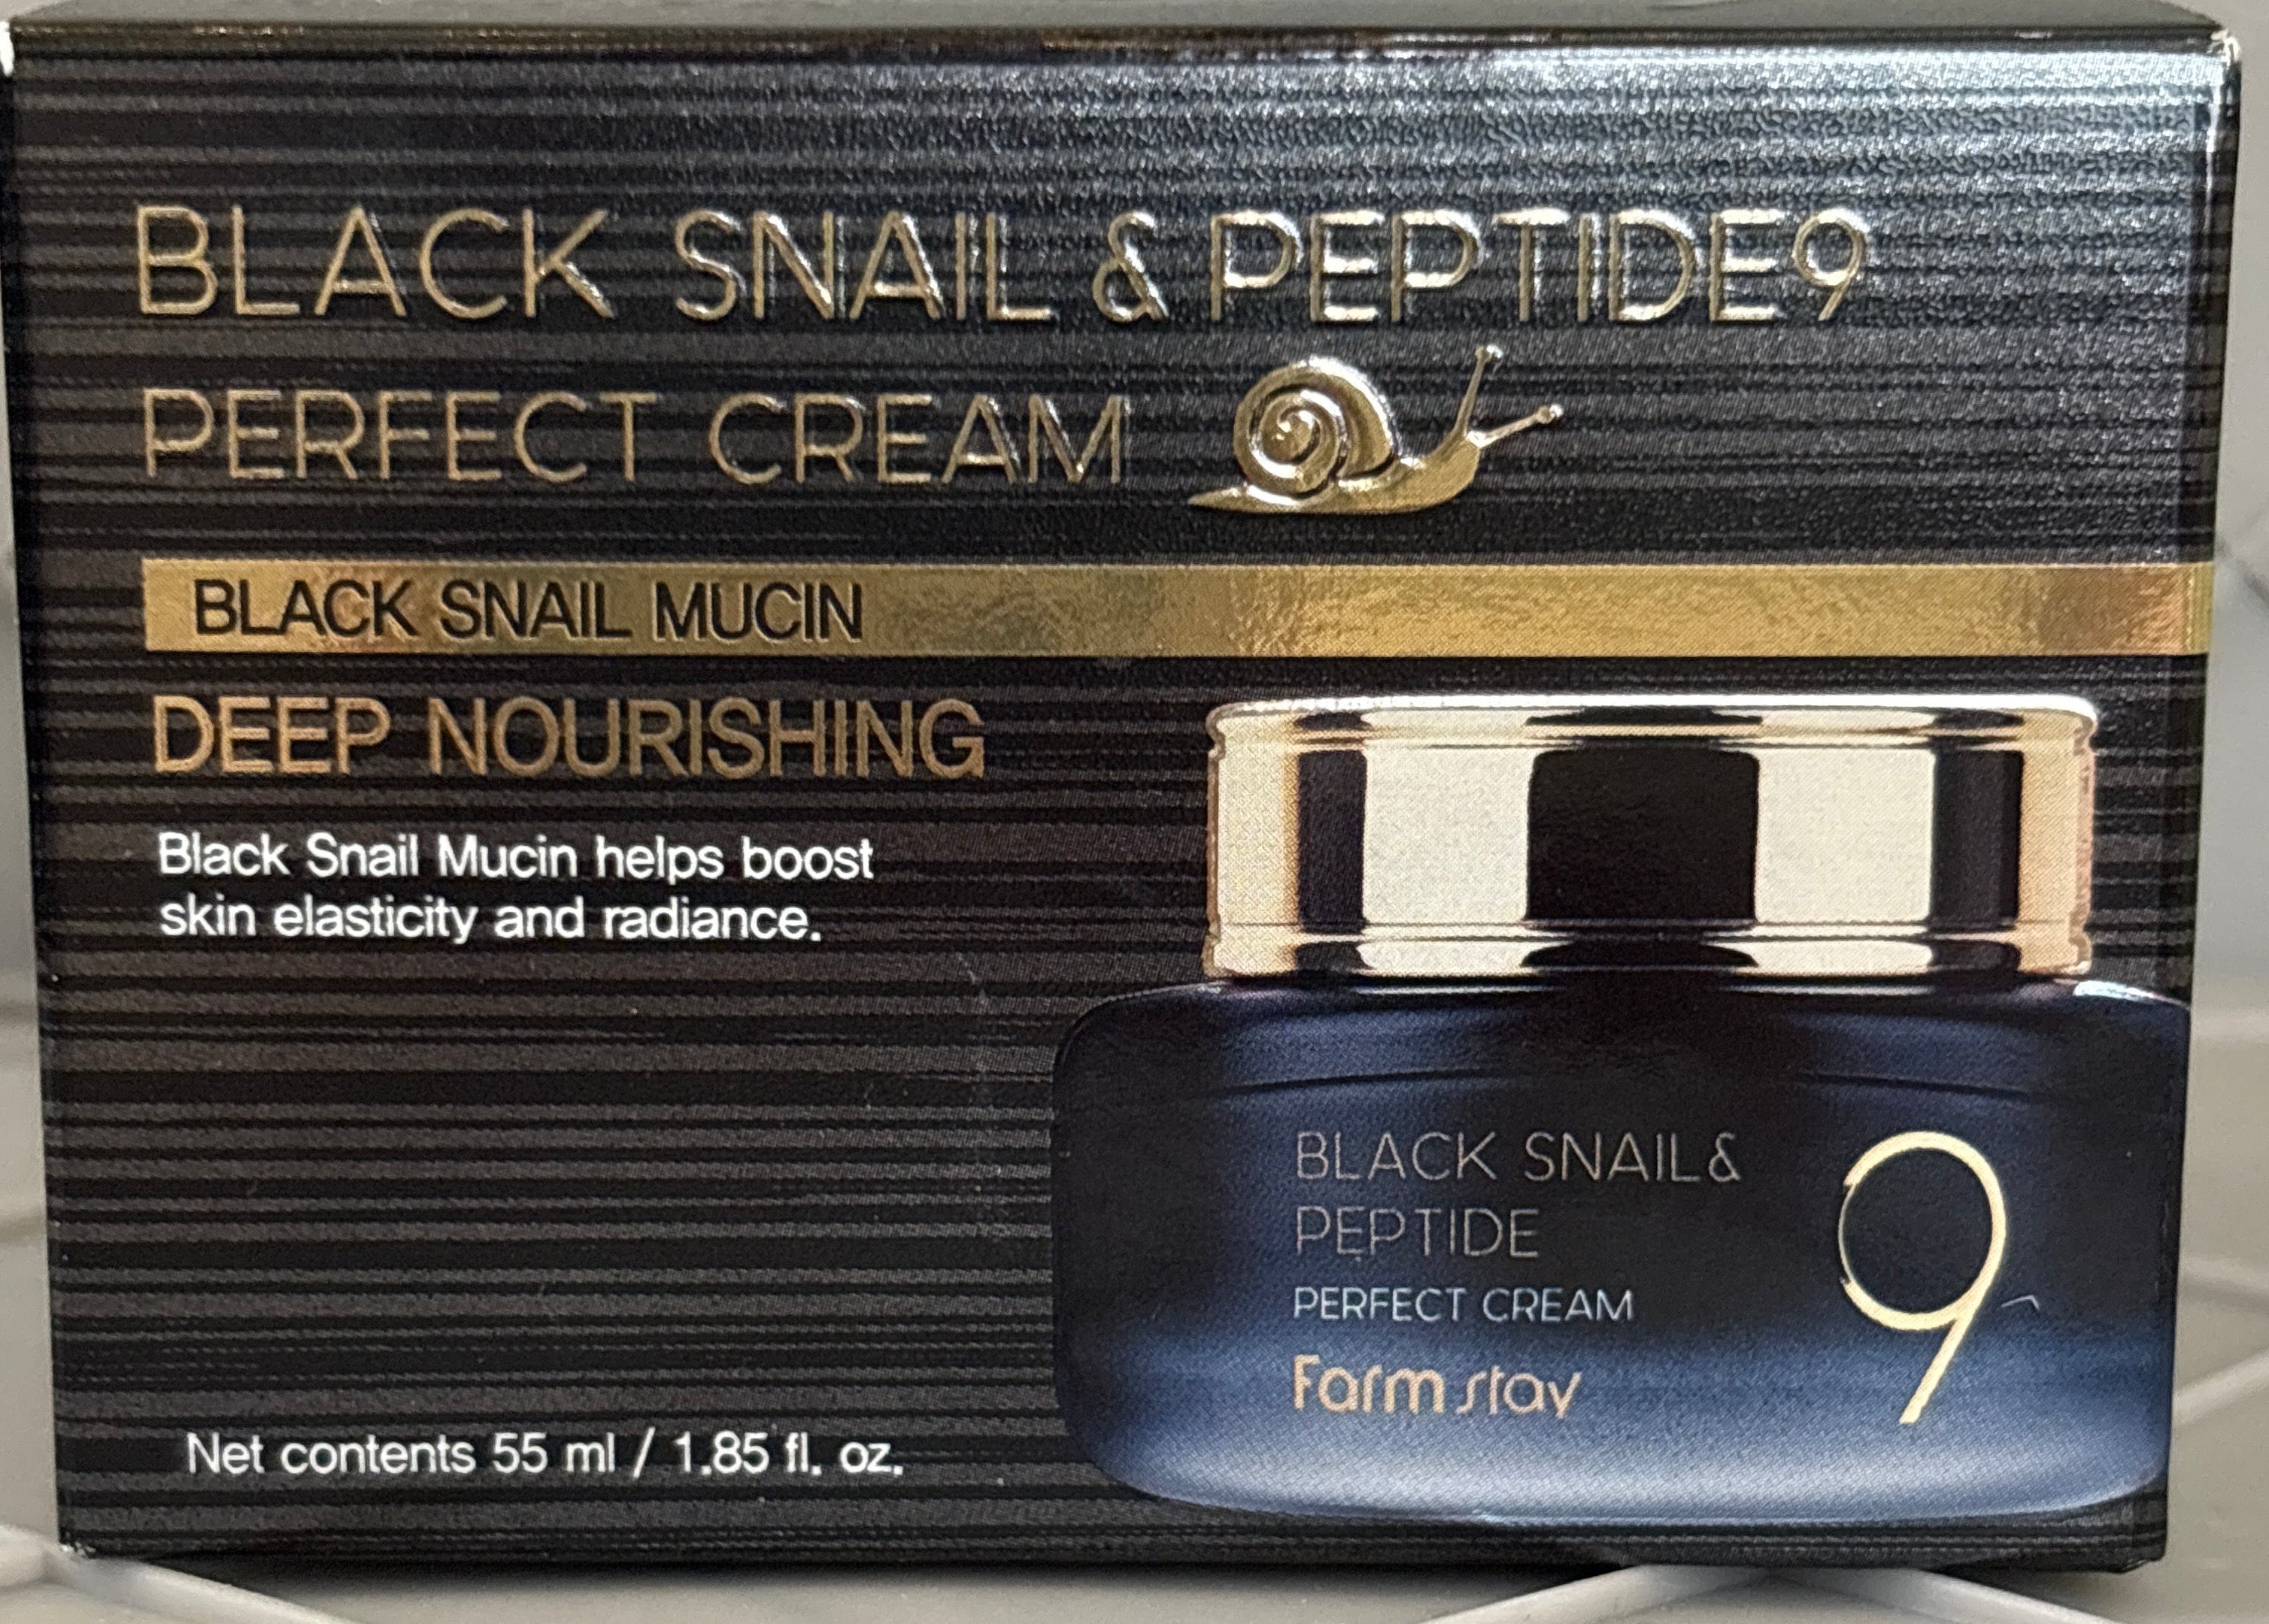 BLACK SNAIL & PEPTIDE9
PERFECT CREAM
BLACK SNAIL MUCIN
DEEP NOURISHING
Black Snail Mucin helps boost
skin elasticity and radiance.
BLACK SNAIL&
PEPTIDE
9
PERFECT CREAM
Farm stay
Net contents 55 ml / 1.85 fl. oz.